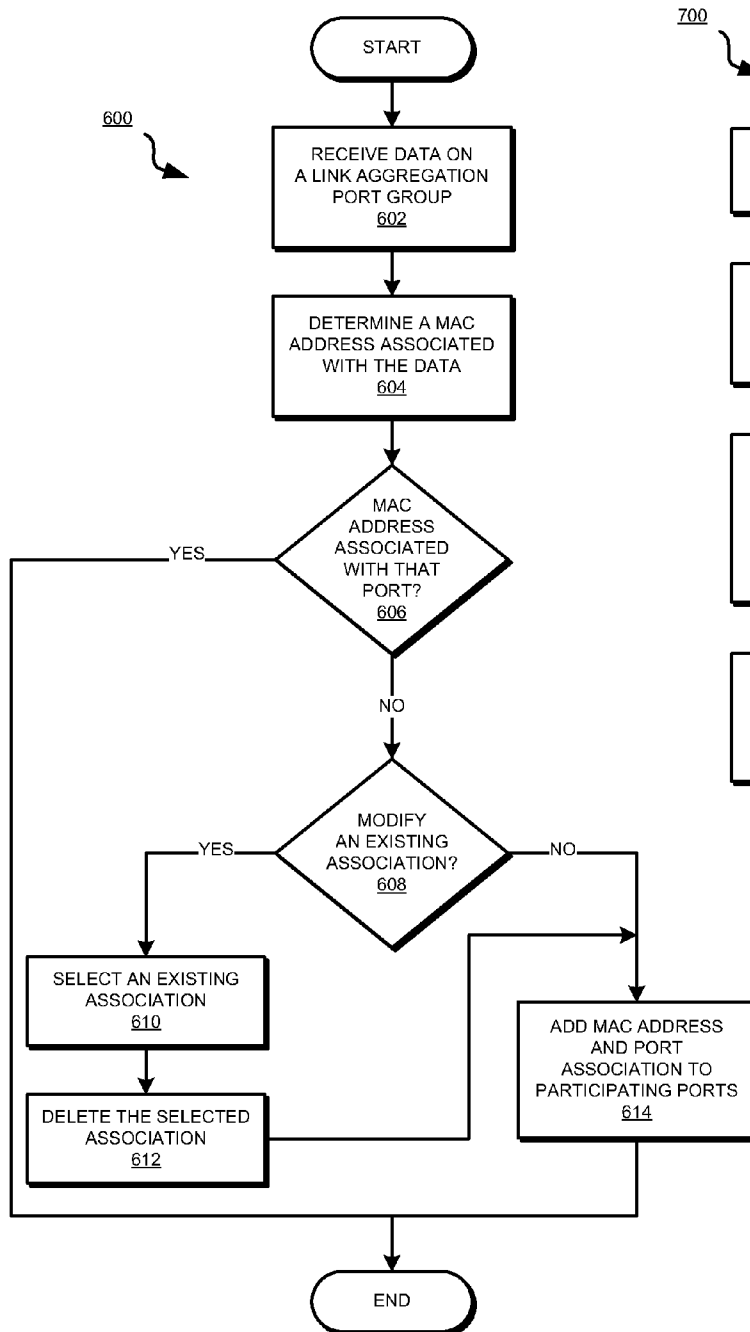 START
600
700
RECEIVE DATA ON
A LINK AGGREGATION
PORT GROUP
602
DETERMINE A MAC
ADDRESS ASSOCIATED
WITH THE DATA
604
MAC
ADDRESS
ASSOCIATED
WITH THAT
PORT?
606
YES
NO
MODIFY
AN EXISTING
ASSOCIATION?
608
YES
NO
SELECT AN EXISTING
ASSOCIATION
610
DELETE THE SELECTED
ASSOCIATION
612
ADD MAC ADDRESS
AND PORT
ASSOCIATION TO
PARTICIPATING PORTS
614
END